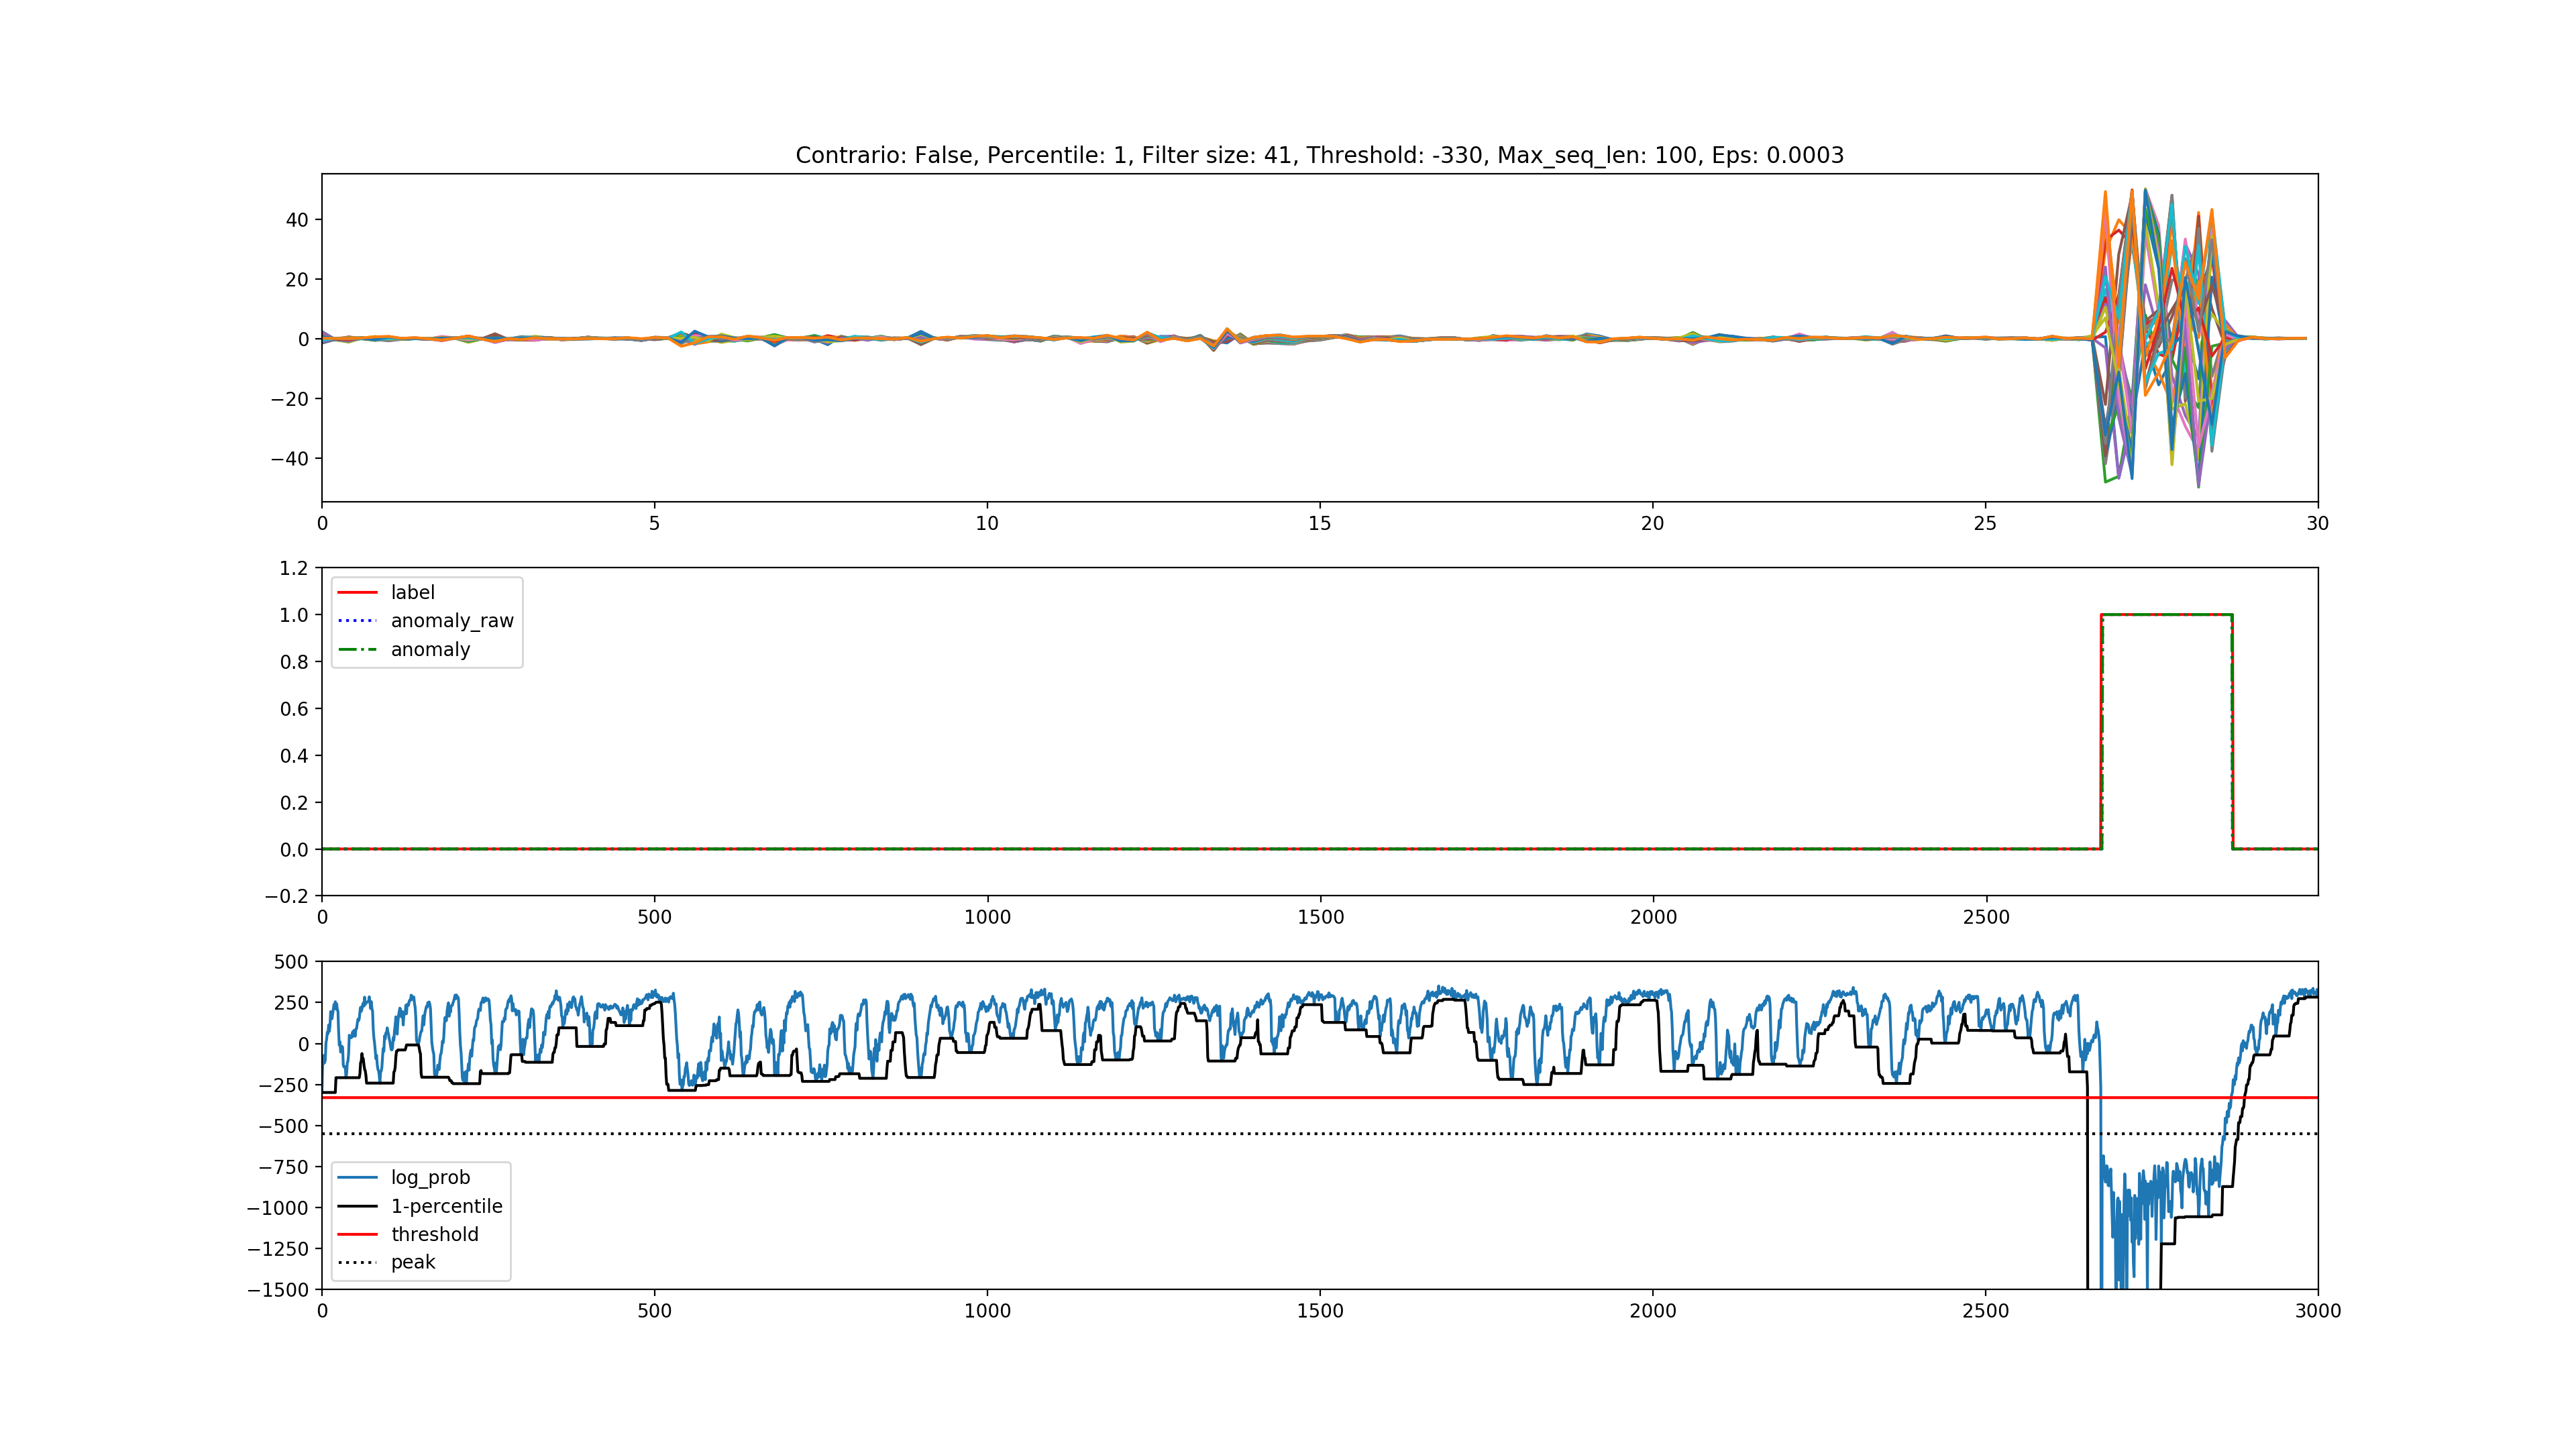 Contrario: False, Percentile: 1, Filter size: 41, Threshold: -330, Max_seq_len: 100, Eps: 0.0003
40
20
0
−20
−40
0 5 10 15 20 25 30
1.2
1.0
0.8
0.6
0.4
0.2
0.0
−0.2
label
anomaly_raw
anomaly
0 500 1000 1500 2000 2500
500
250
0
−250
−500
−750
−1000
−1250
−1500
log_prob
1-percentile
threshold
peak
0 500 1000 1500 2000 2500 3000